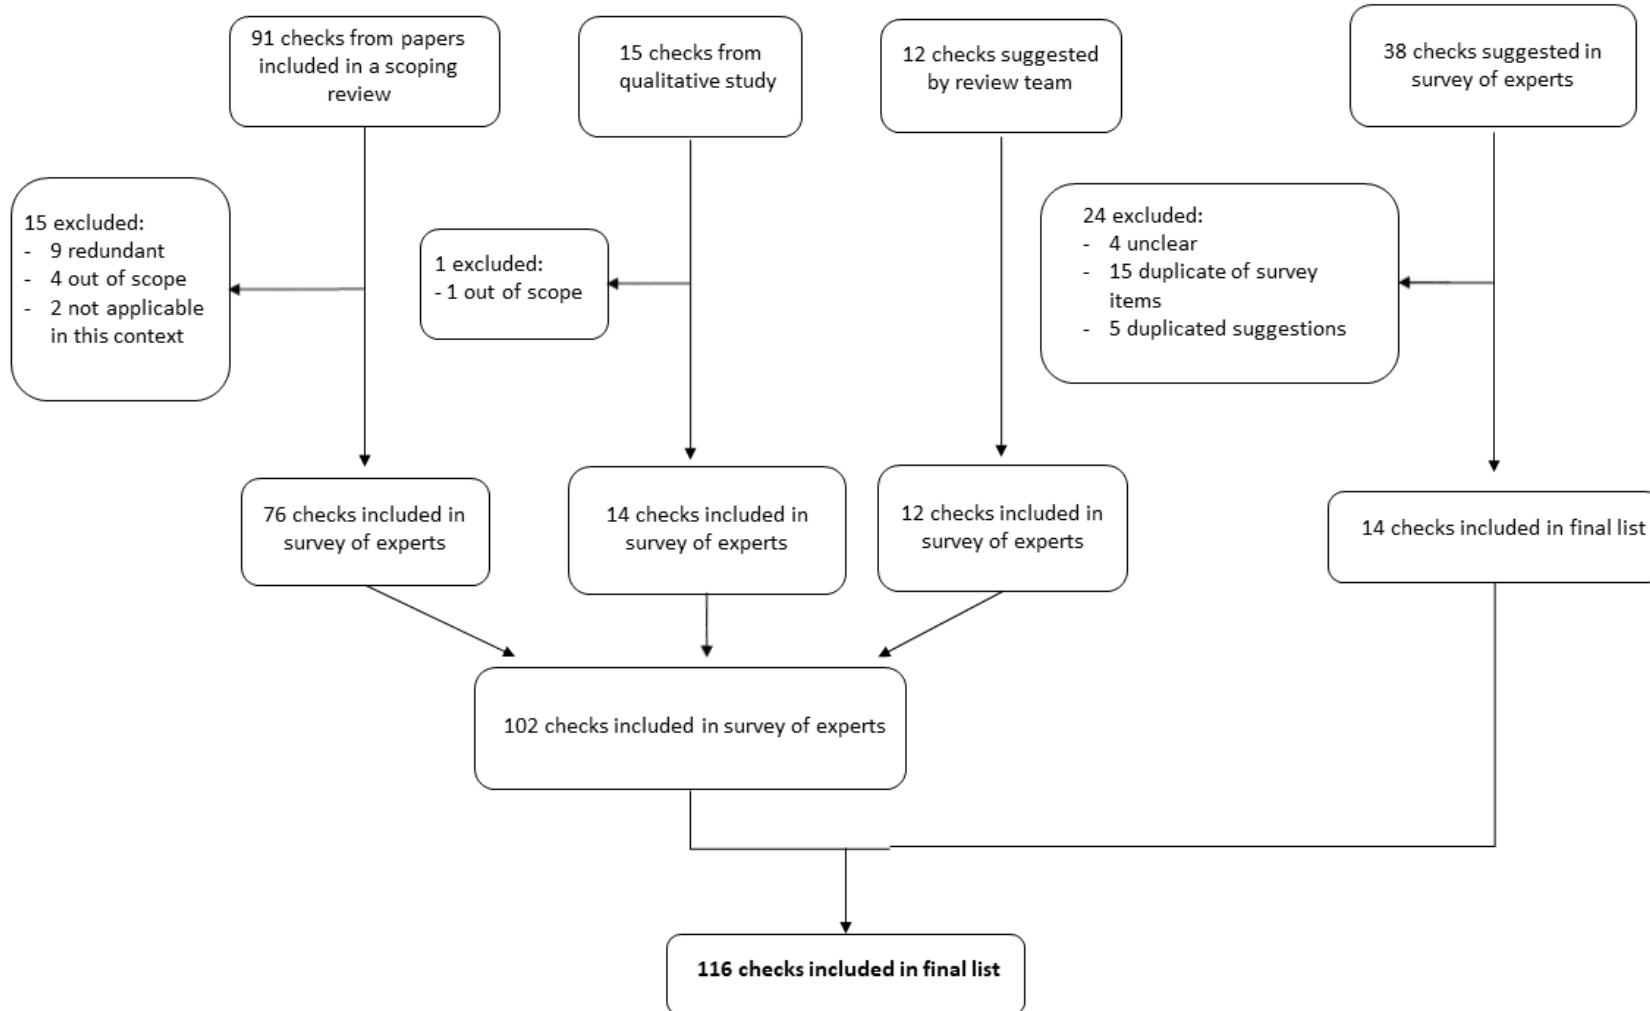 91 checks from papers
included in a scoping
review
15 checks from
qualitative study
12 checks suggested
by review team
38 checks suggested in
survey of experts
15 excluded:
- 9 redundant
- 4 out of scope
- 2 not applicable
in this context
1 excluded:
- 1 out of scope
24 excluded:
- 4 unclear
- 15 duplicate of survey
items
- 5 duplicated suggestions
76 checks included in
survey of experts
14 checks included in
survey of experts
12 checks included in
survey of experts
14 checks included in final list
102 checks included in survey of experts
116 checks included in final list